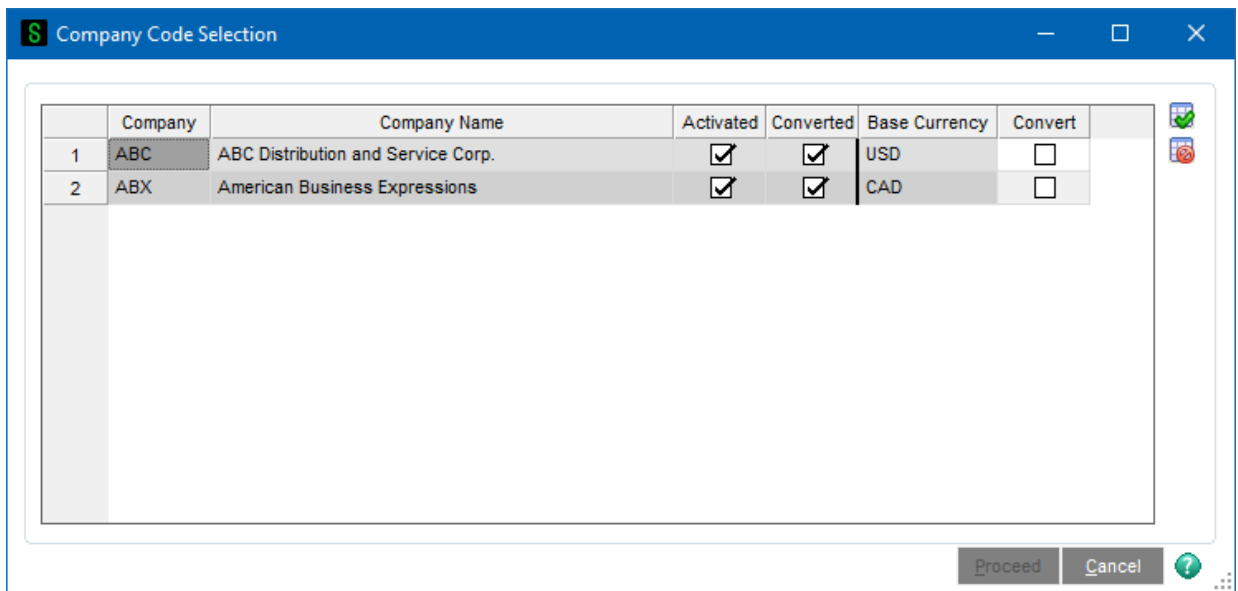 S Company Code Selection
Company Company Name Activated Converted Base Currency Convert
1 ABC ABC Distribution and Service Corp. USD
2 ABX American Business Expressions CAD
Proceed Cancel ?